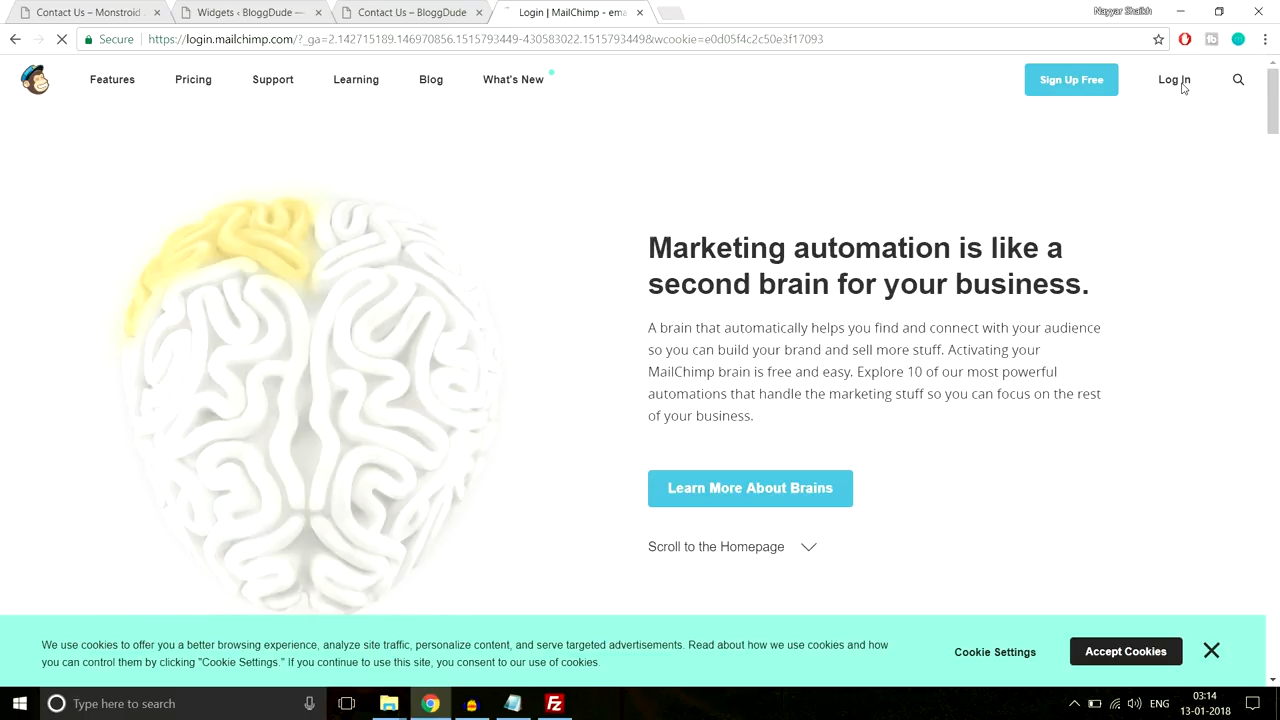 Contact Us – Monstroid
Widgets ‹ BloggDude —
Contact Us – BloggDude
Login | MailChimp - ema
Nayyar Shaikh
Secure
https://login.mailchimp.com/?_ga=2.142715189.146970856.1515793449-430583022.1515793449&wcookie=e0d05f4c2c50e3f17093
Features
Pricing
Support
Learning
Blog
What's New
Sign Up Free
Log In
Marketing automation is like a
second brain for your business.
A brain that automatically helps you find and connect with your audience
so you can build your brand and sell more stuff. Activating your
MailChimp brain is free and easy. Explore 10 of our most powerful
automations that handle the marketing stuff so you can focus on the rest
of your business.
Learn More About Brains
Scroll to the Homepage
We use cookies to offer you a better browsing experience, analyze site traffic, personalize content, and serve targeted advertisements. Read about how we use cookies and how
you can control them by clicking "Cookie Settings." If you continue to use this site, you consent to our use of cookies.
Cookie Settings
Accept Cookies
Type here to search
ENG
03:14
13-01-2018